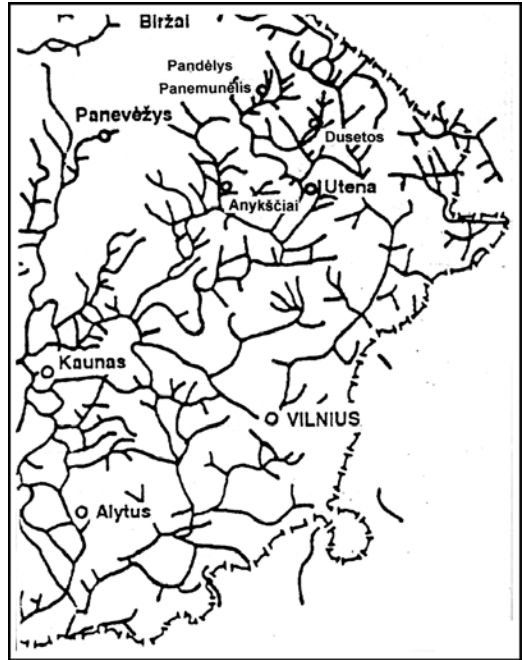 Biržai
Pandėlys
Panemunėlis
Panevėžys
Dusetos
Utena
Anykščiai
Kaunas
VILNIUS
Alytus